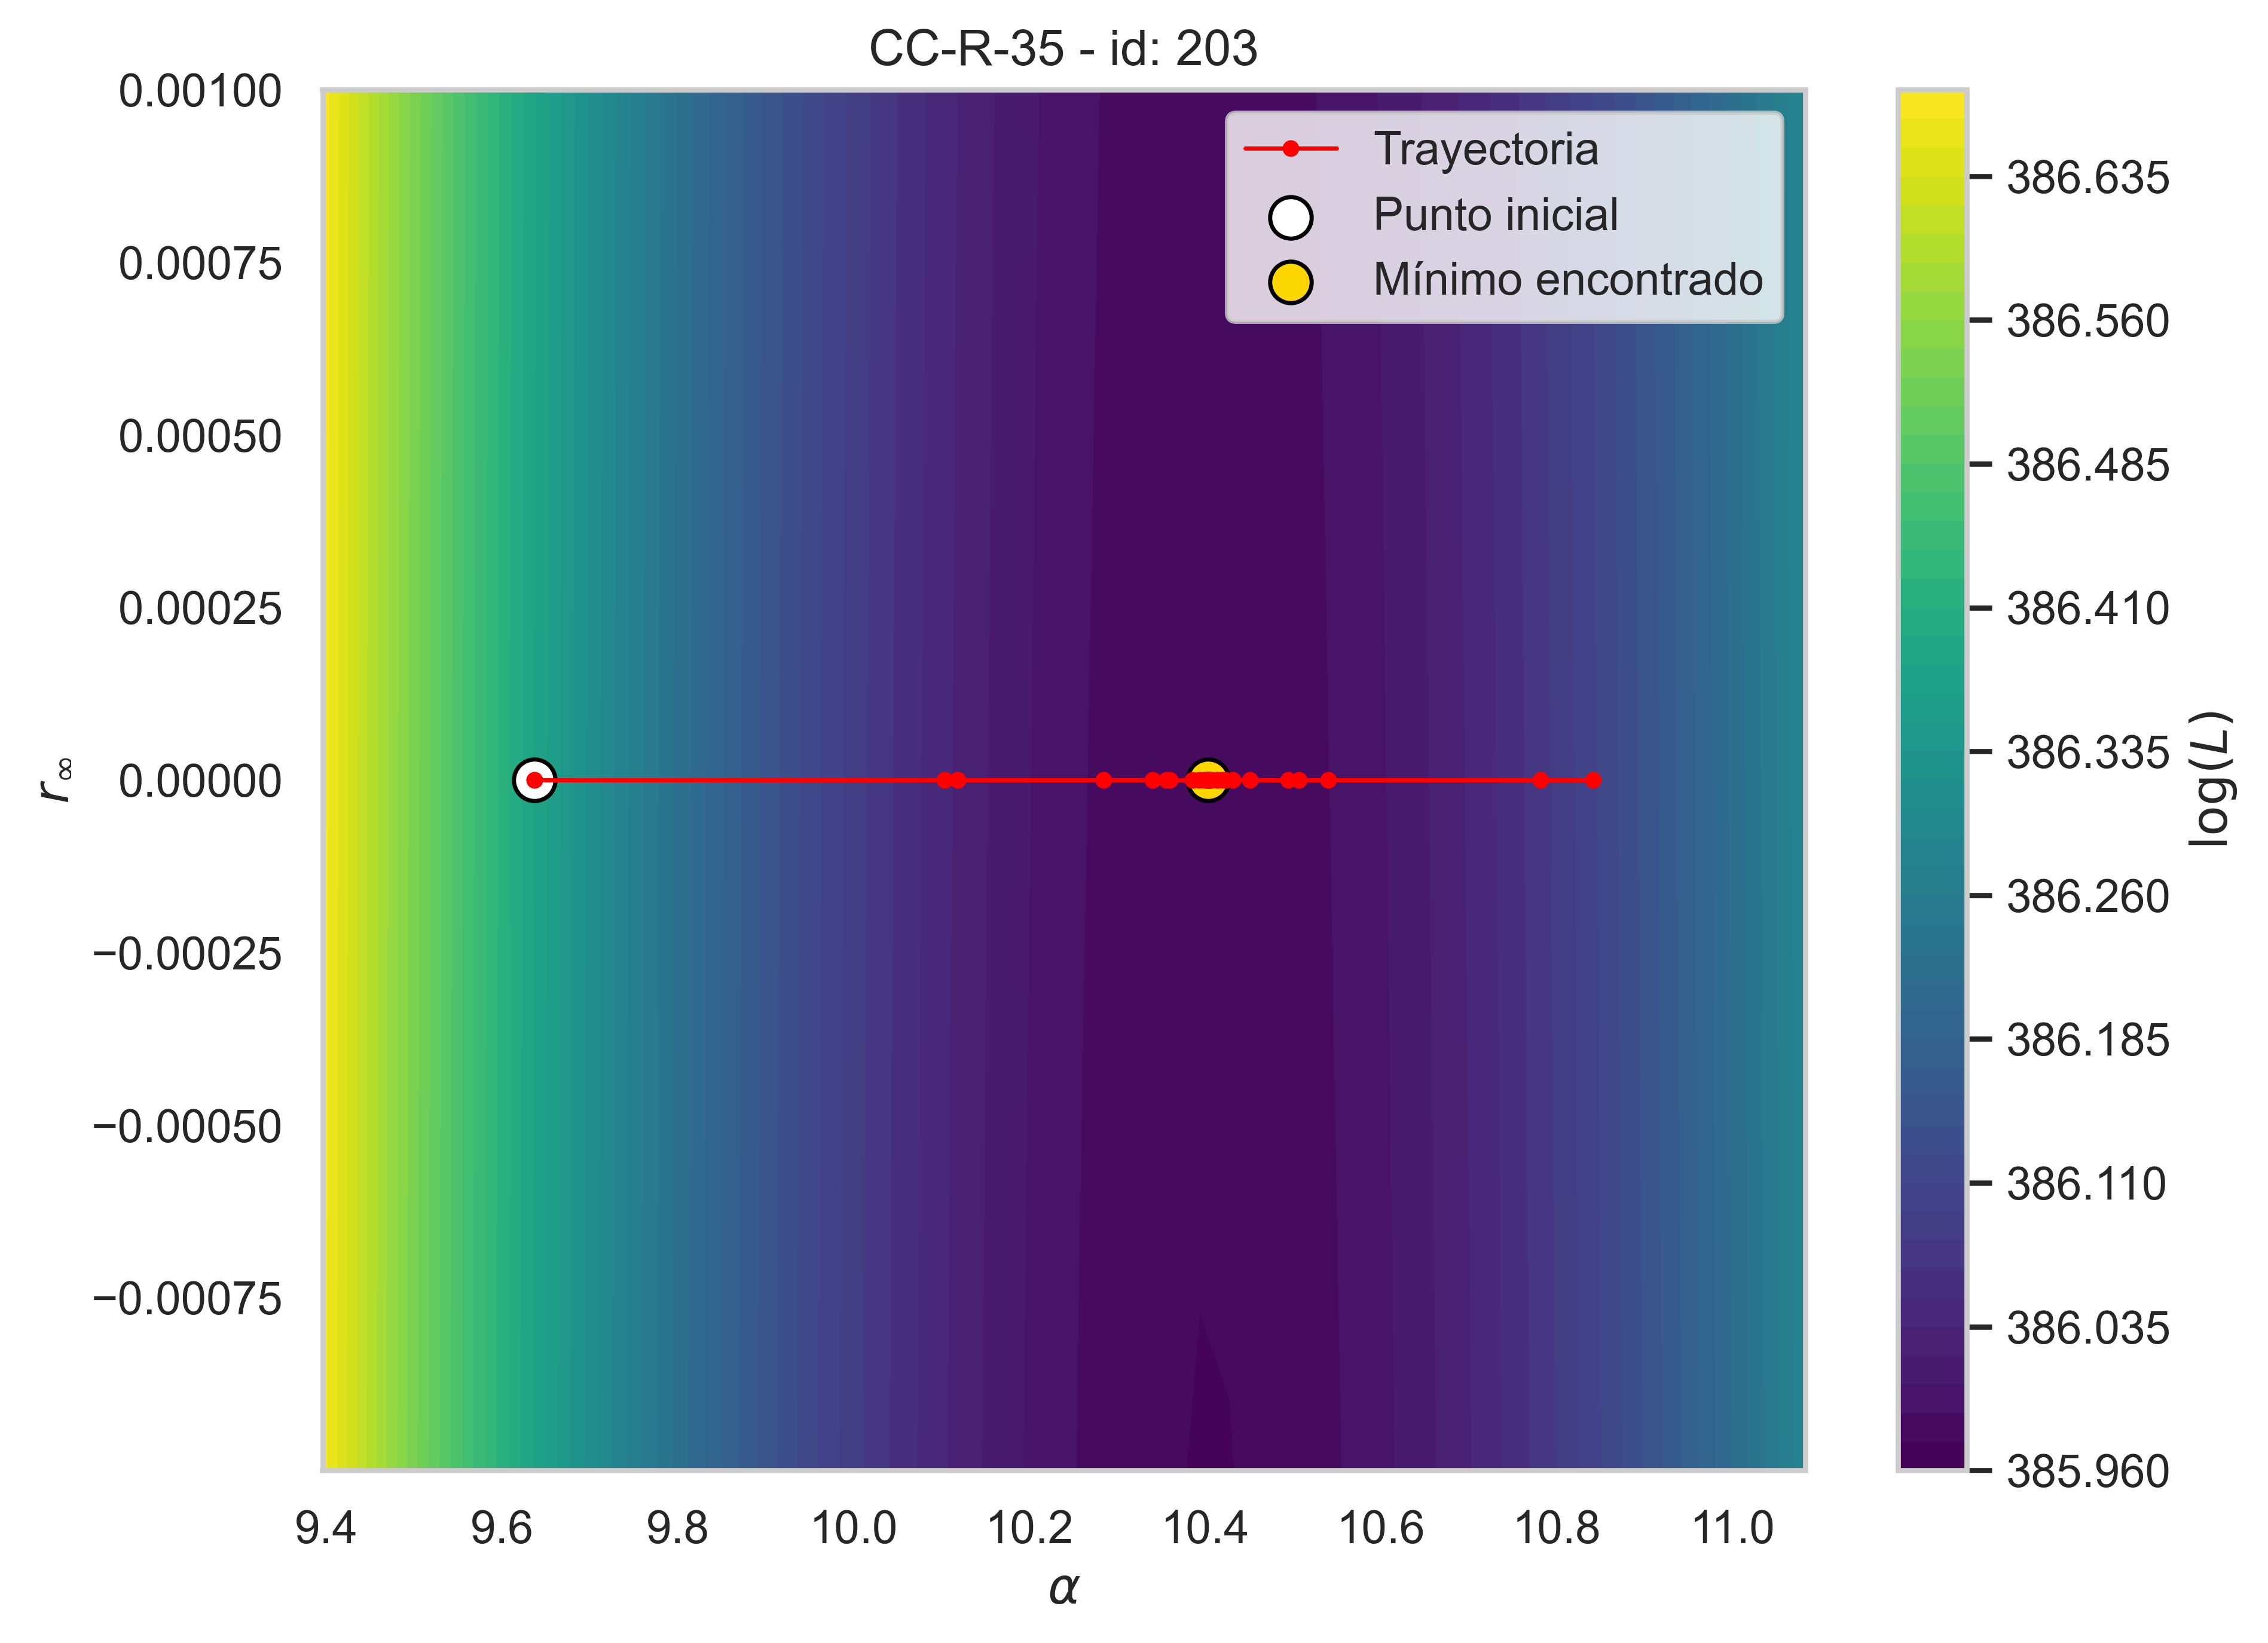 CC-R-35 - id: 203
0.00100
0.00075
0.00050
0.00025
0.00000
−0.00025
−0.00050
−0.00075
r∞
Trayectoria
Punto inicial
Mínimo encontrado
9.4 9.6 9.8 10.0 10.2 10.4 10.6 10.8 11.0
α
386.635
386.560
386.485
386.410
386.335
386.260
386.185
386.110
386.035
385.960
log(L)